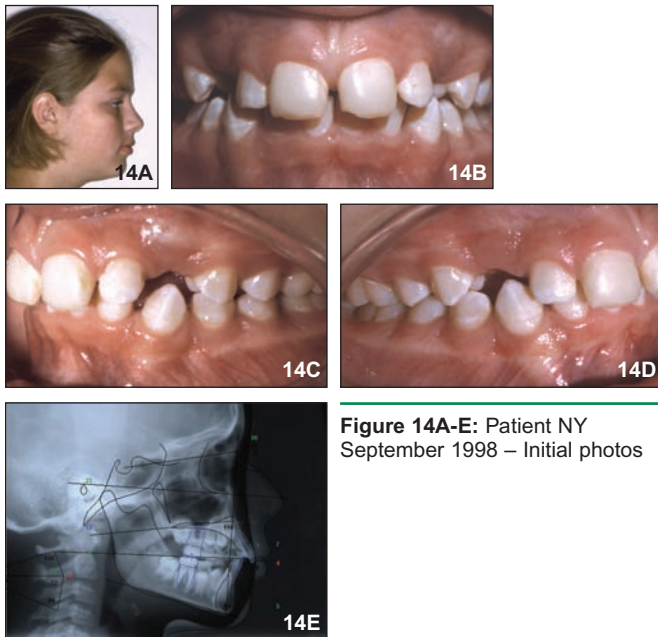 14A
14B
14C
14D
Figure 14A-E: Patient NY
September 1998 – Initial photos
14E